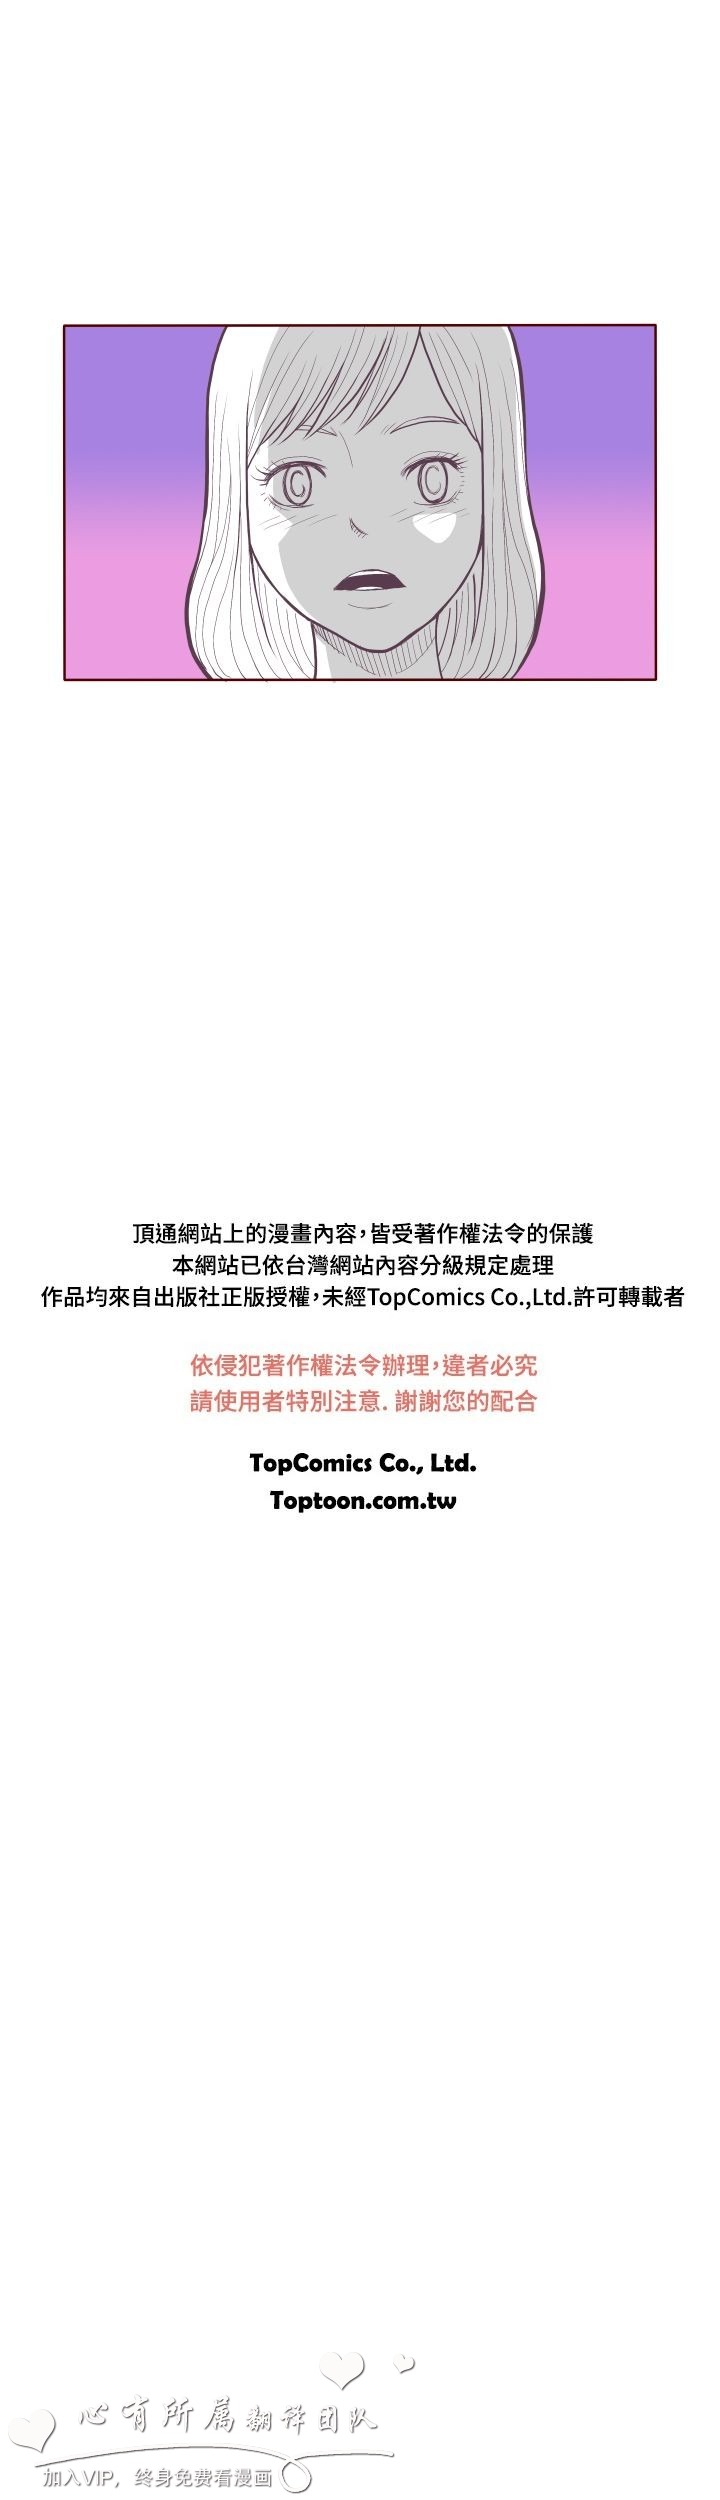 頂通網站上的漫畫內容，皆受著作權法令的保護
本網站已依台灣網站內容分級規定處理
作品均來自出版社正版授權，未經TopComics Co.,Ltd.許可轉載者
依侵犯著作權法令辦理，違者必究
請使用者特別注意. 謝謝您的配合
TopComics Co., Ltd.
Toptoon.com.tw
心有所属翻译团队
加入VIP，终身免费看漫画